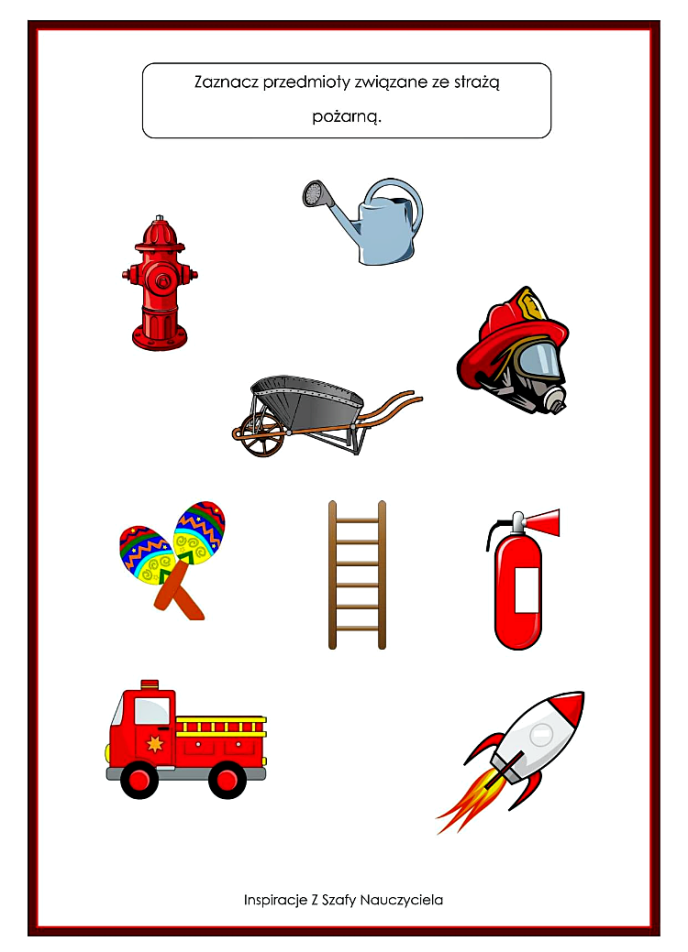 Zaznacz przedmioty związane ze strażą
pożarną.
Inspiracje Z Szafy Nauczyciela